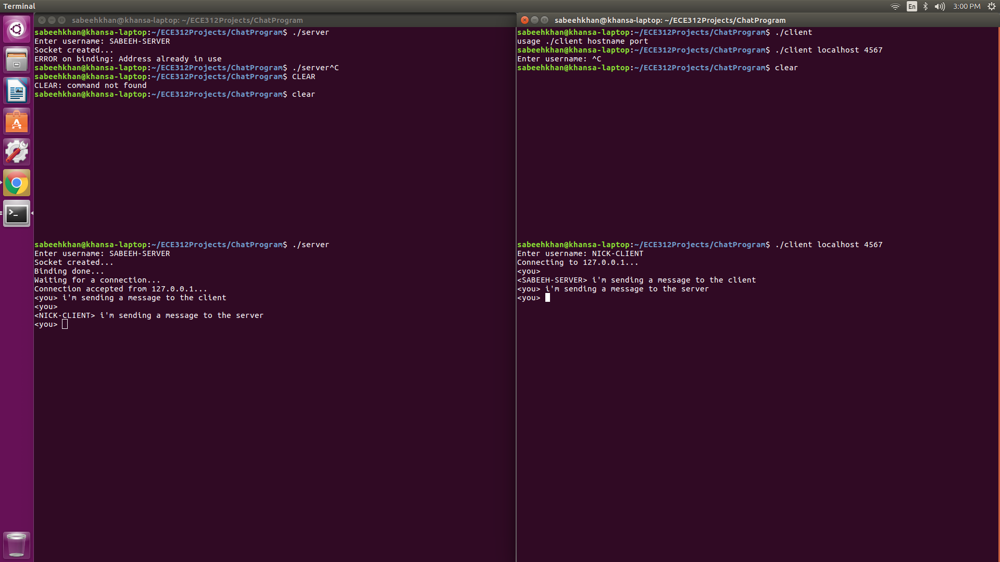 Terminal
En
3:00 PM
sabeehkhan@khansa-laptop: ~/ECE312Projects/ChatProgram
sabeehkhan@khansa-laptop:~/ECE312Projects/ChatProgram$ ./server
Enter username: SABEEH-SERVER
Socket created...
ERROR on binding: Address already in use
sabeehkhan@khansa-laptop:~/ECE312Projects/ChatProgram$ ./server^C
sabeehkhan@khansa-laptop:~/ECE312Projects/ChatProgram$ CLEAR
CLEAR: command not found
sabeehkhan@khansa-laptop:~/ECE312Projects/ChatProgram$ clear
sabeehkhan@khansa-laptop:~/ECE312Projects/ChatProgram$ ./server
Enter username: SABEEH-SERVER
Socket created...
Binding done...
Waiting for a connection...
Connection accepted from 127.0.0.1...
<you> i'm sending a message to the client
<you>
<NICK-CLIENT> i'm sending a message to the server
<you>
sabeehkhan@khansa-laptop: ~/ECE312Projects/ChatProgram
sabeehkhan@khansa-laptop:~/ECE312Projects/ChatProgram$ ./client
usage ./client hostname port
sabeehkhan@khansa-laptop:~/ECE312Projects/ChatProgram$ ./client localhost 4567
Enter username: ^C
sabeehkhan@khansa-laptop:~/ECE312Projects/ChatProgram$ clear
sabeehkhan@khansa-laptop:~/ECE312Projects/ChatProgram$ ./client localhost 4567
Enter username: NICK-CLIENT
Connecting to 127.0.0.1...
<you>
<SABEEH-SERVER> i'm sending a message to the client
<you> i'm sending a message to the server
<you>